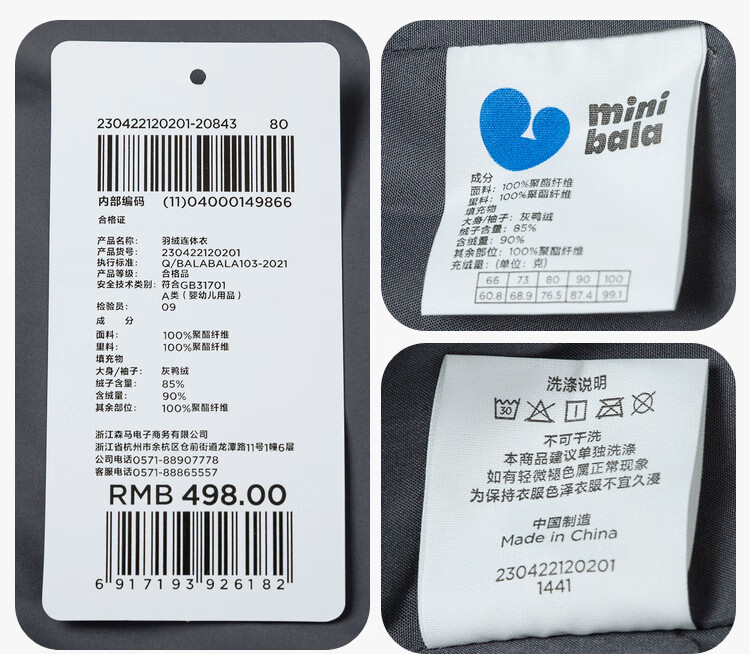 230422120201-20843 80
内部编码 (11)04000149866
合格证
产品名称: 羽绒连体衣
产品货号: 230422120201
执行标准: Q/BALABALA103-2021
产品等级: 合格品
安全技术类别: 符合GB31701
A类（婴幼儿用品）
检验员: 09
成 分
面料: 100%聚酯纤维
里料: 100%聚酯纤维
填充物
大身/袖子: 灰鸭绒
绒子含量: 85%
含绒量: 90%
其余部位: 100%聚酯纤维
浙江森马电子商务有限公司
浙江省杭州市余杭区仓前街道龙潭路11号1幢6层
公司电话0571-88907778
客服电话0571-88865557
RMB 498.00
6 917193 926182
mini
bala
成分
面料: 100%聚酯纤维
里料: 100%聚酯纤维
填充物
大身/袖子: 灰鸭绒
绒子含量: 85%
含绒量: 90%
其余部位: 100%聚酯纤维
充绒量: (单位: 克)
66 73 80 90 100
60.8 68.9 76.5 87.4 99.1
洗涤说明
30
不可干洗
本商品建议单独洗涤
如有轻微褪色属正常现象
为保持衣服色泽衣服不宜久浸
中国制造
Made in China
230422120201
1441